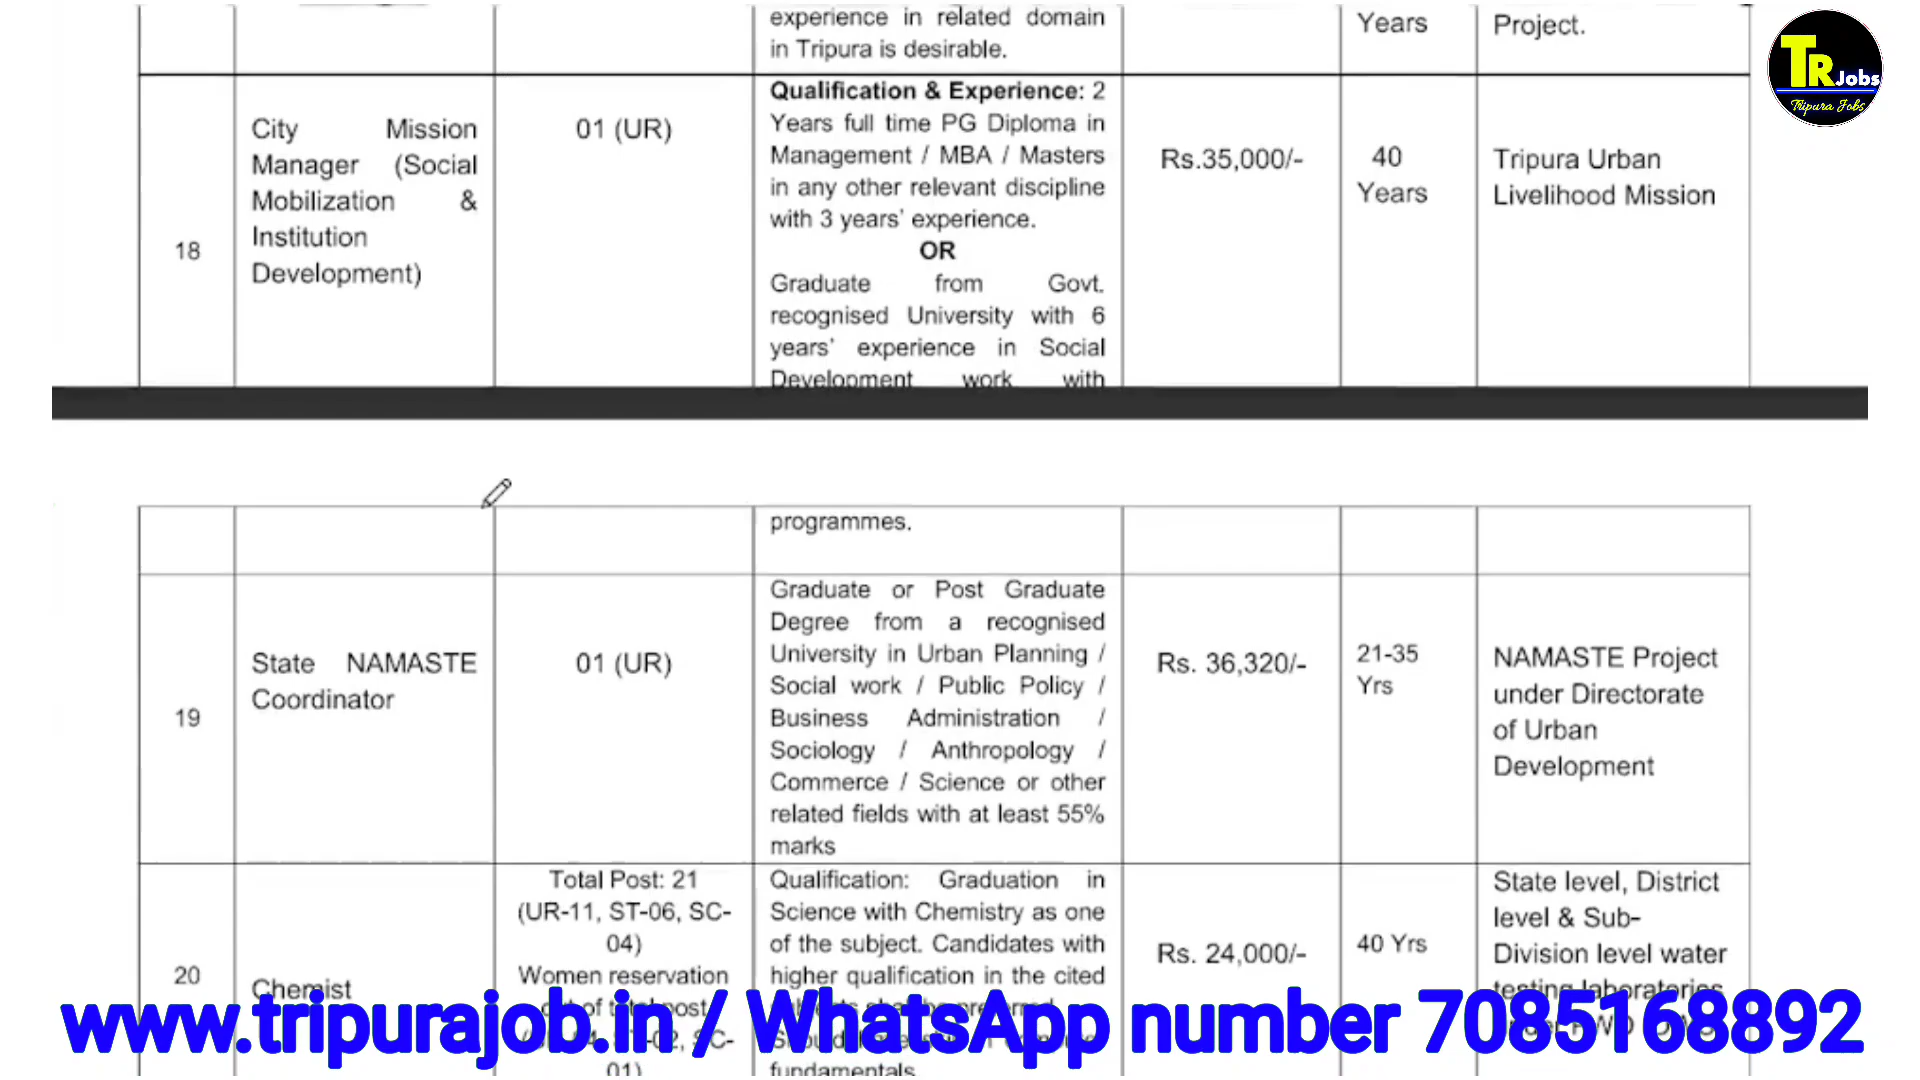 experience in related domain
in Tripura is desirable.
Years
Project.
TR Jobs
Tripura Jobs
18
City Mission
Manager (Social
Mobilization &
Institution
Development)
01 (UR)
Qualification & Experience: 2
Years full time PG Diploma in
Management / MBA / Masters
in any other relevant discipline
with 3 years' experience.
OR
Graduate from Govt.
recognised University with 6
years' experience in Social
Development work with
Rs.35,000/-
40
Years
Tripura Urban
Livelihood Mission
programmes.
19
State NAMASTE
Coordinator
01 (UR)
Graduate or Post Graduate
Degree from a recognised
University in Urban Planning /
Social work / Public Policy /
Business Administration /
Sociology / Anthropology /
Commerce / Science or other
related fields with at least 55%
marks
Rs. 36,320/-
21-35
Yrs
NAMASTE Project
under Directorate
of Urban
Development
20
Chemist
Total Post: 21
(UR-11, ST-06, SC-
04)
Women reservation
01)
Qualification: Graduation in
Science with Chemistry as one
of the subject. Candidates with
higher qualification in the cited
fundamentals
Rs. 24,000/-
40 Yrs
State level, District
level & Sub-
Division level water
testing laboratories
www.tripurajob.in / WhatsApp number 7085168892